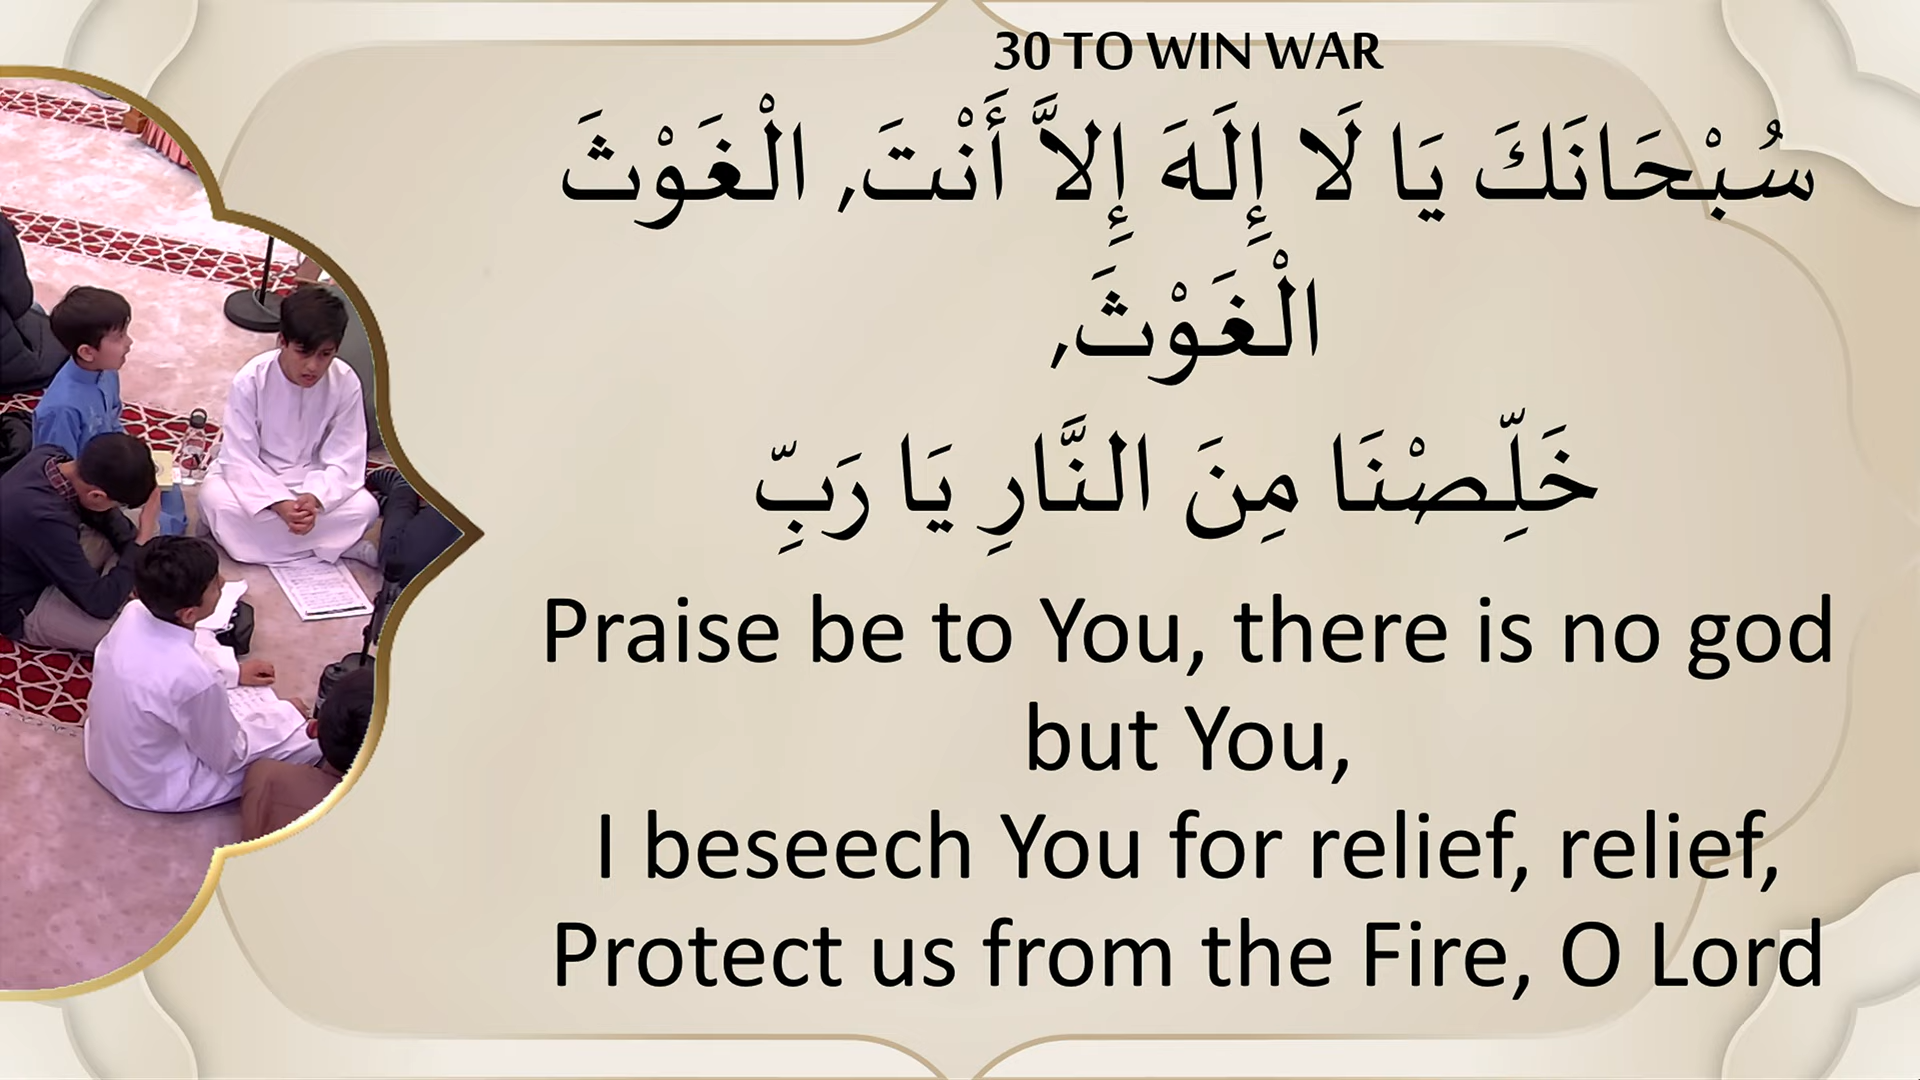 30 TO WIN WAR
سُبْحَانَكَ يَا لَا إِلَهَ إِلاَّ أَنْتَ, الْغَوْثَ
الْغَوْثَ,
خَلِّصْنَا مِنَ النَّارِ يَا رَبِّ
Praise be to You, there is no god
but You,
I beseech You for relief, relief,
Protect us from the Fire, O Lord